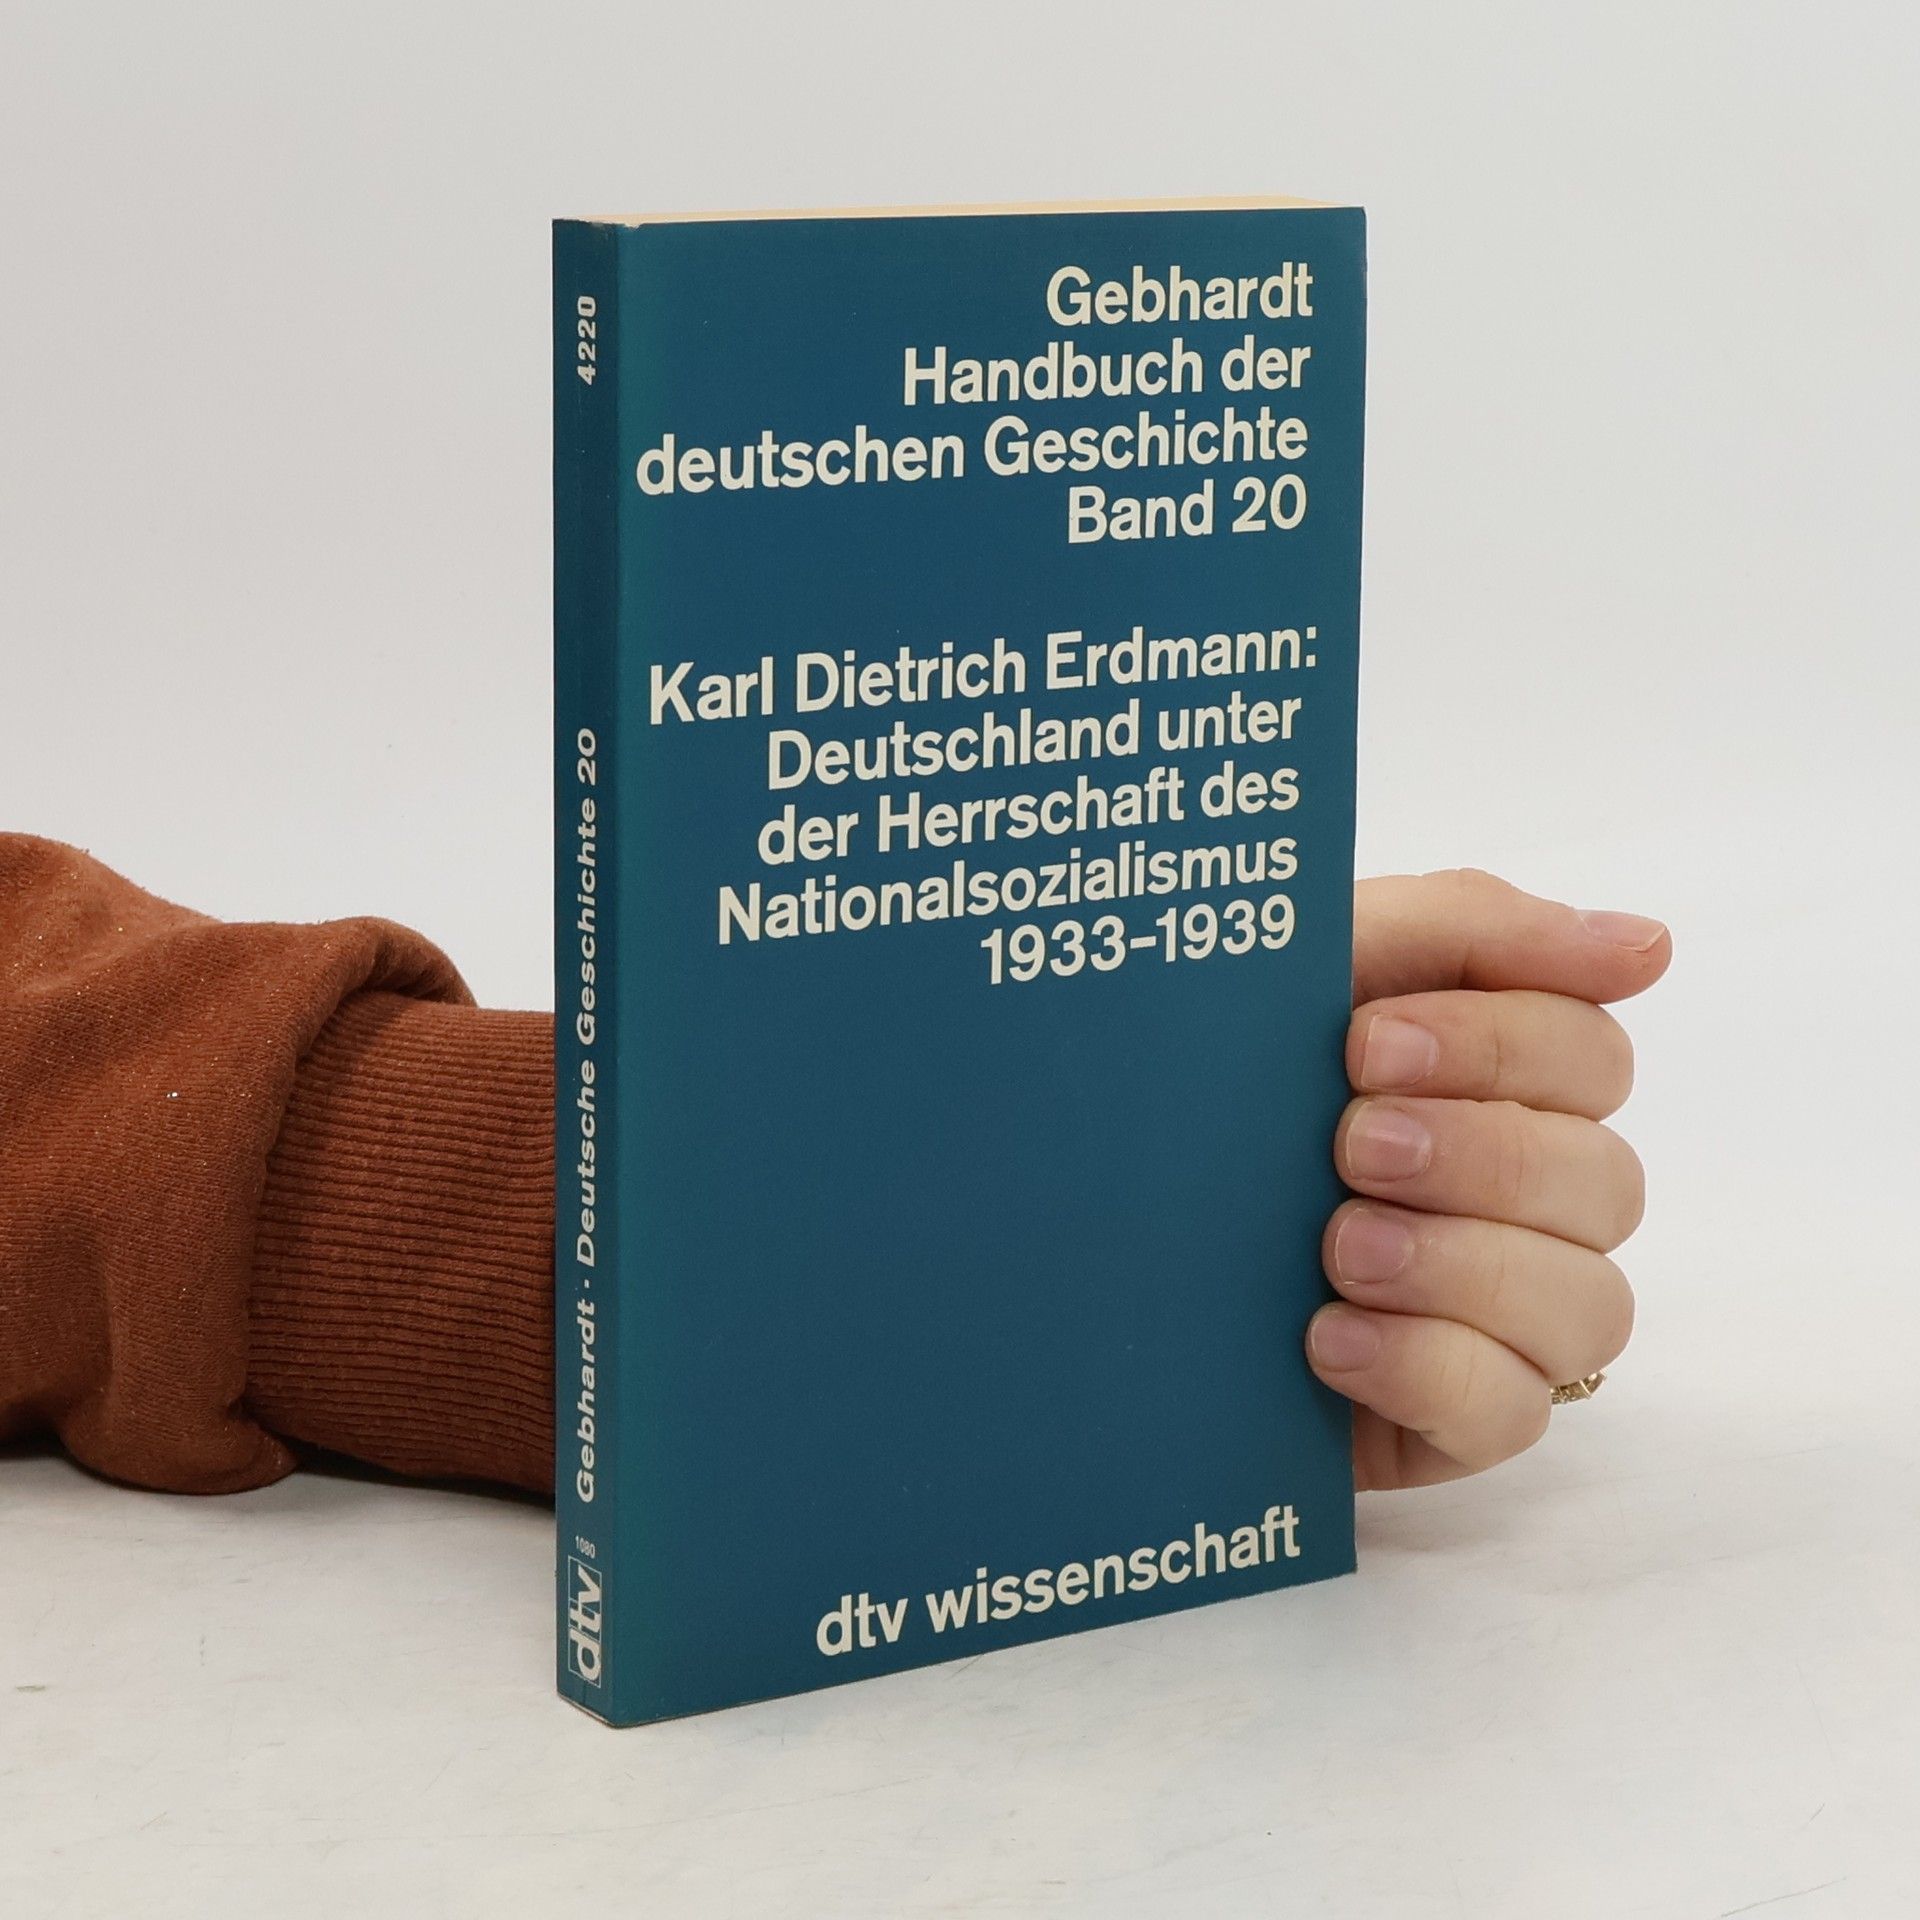 Gebhardt
Handbuch der
deutschen Geschichte
Band 20
Karl Dietrich Erdmann:
Deutschland unter
der Herrschaft des
Nationalsozialismus
1933-1939
dtv wissenschaft
4220
Gebhardt · Deutsche Geschichte 20
1080
dtv